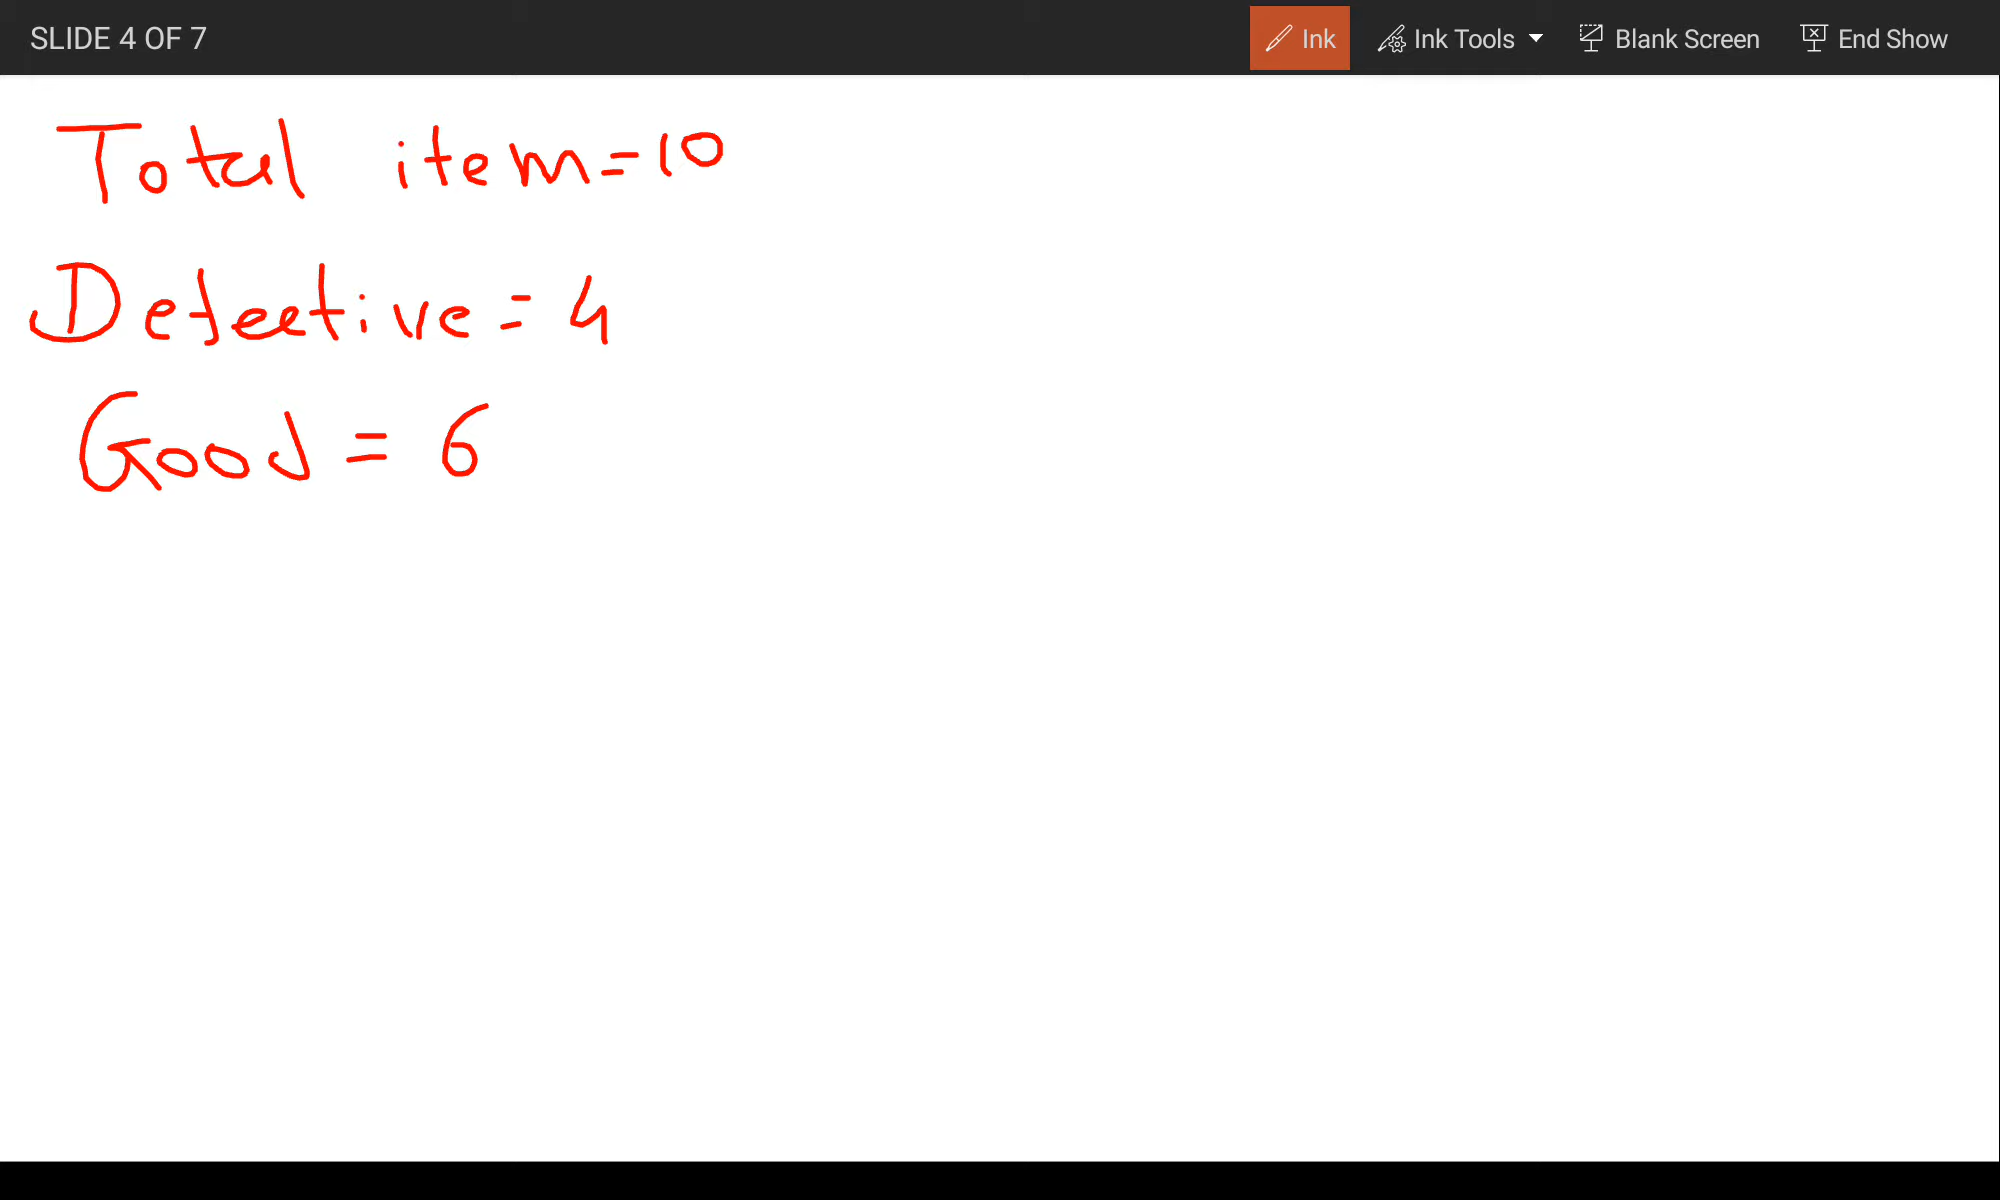 SLIDE 4 OF 7 Ink Ink Tools Blank Screen End Show
Total item=10
Defective=4
Good=6